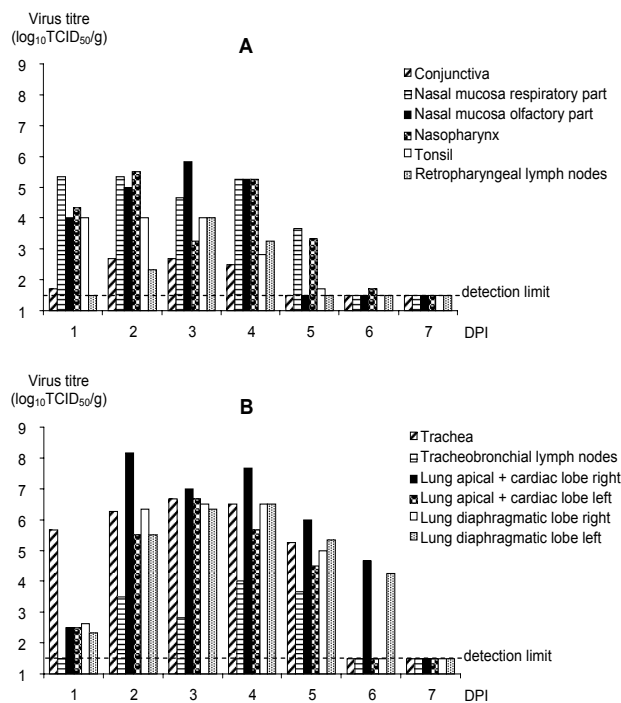 Virus titre
(log₁₀TCID₅₀/g)
A
9
8
7
6
5
4
3
2
1
Conjunctiva
Nasal mucosa respiratory part
Nasal mucosa olfactory part
Nasopharynx
Tonsil
Retropharyngeal lymph nodes
detection limit
1 2 3 4 5 6 7 DPI
Virus titre
(log₁₀TCID₅₀/g)
B
9
8
7
6
5
4
3
2
1
Trachea
Tracheobronchial lymph nodes
Lung apical + cardiac lobe right
Lung apical + cardiac lobe left
Lung diaphragmatic lobe right
Lung diaphragmatic lobe left
detection limit
1 2 3 4 5 6 7 DPI